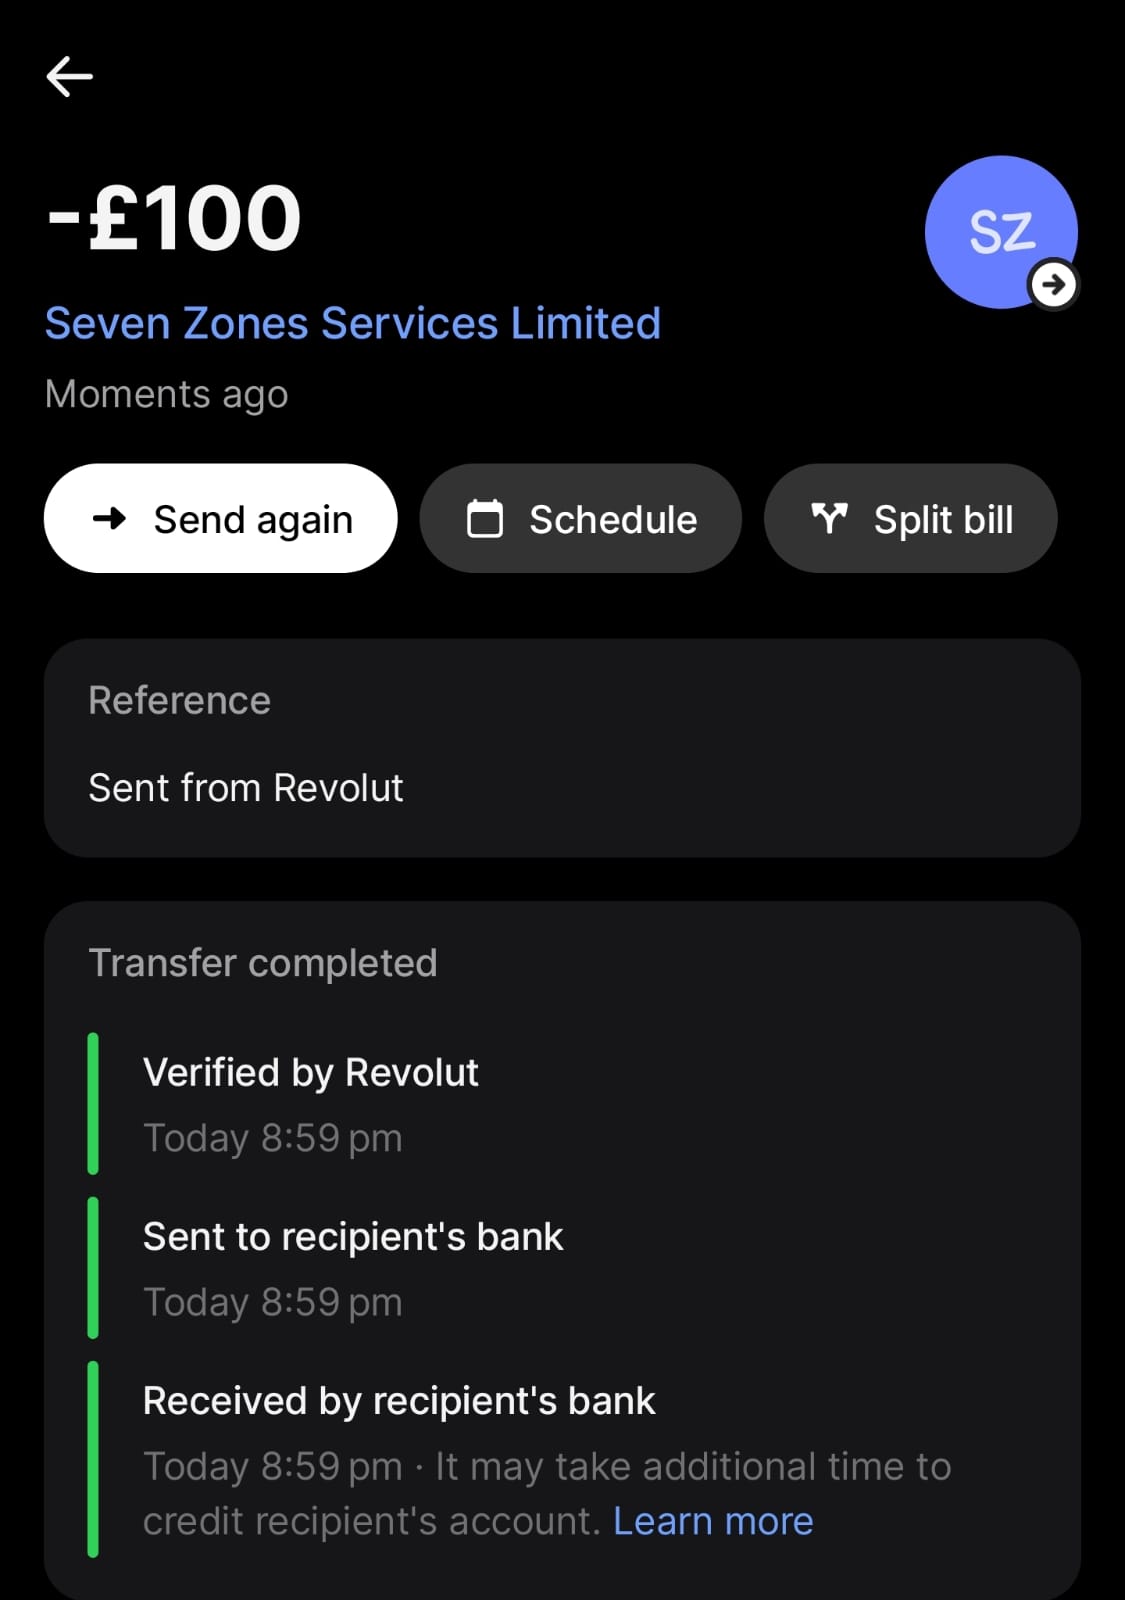 -£100
SZ
Seven Zones Services Limited
Moments ago
Send again
Schedule
Split bill
Reference
Sent from Revolut
Transfer completed
Verified by Revolut
Today 8:59 pm
Sent to recipient's bank
Today 8:59 pm
Received by recipient's bank
Today 8:59 pm · It may take additional time to
credit recipient's account. Learn more